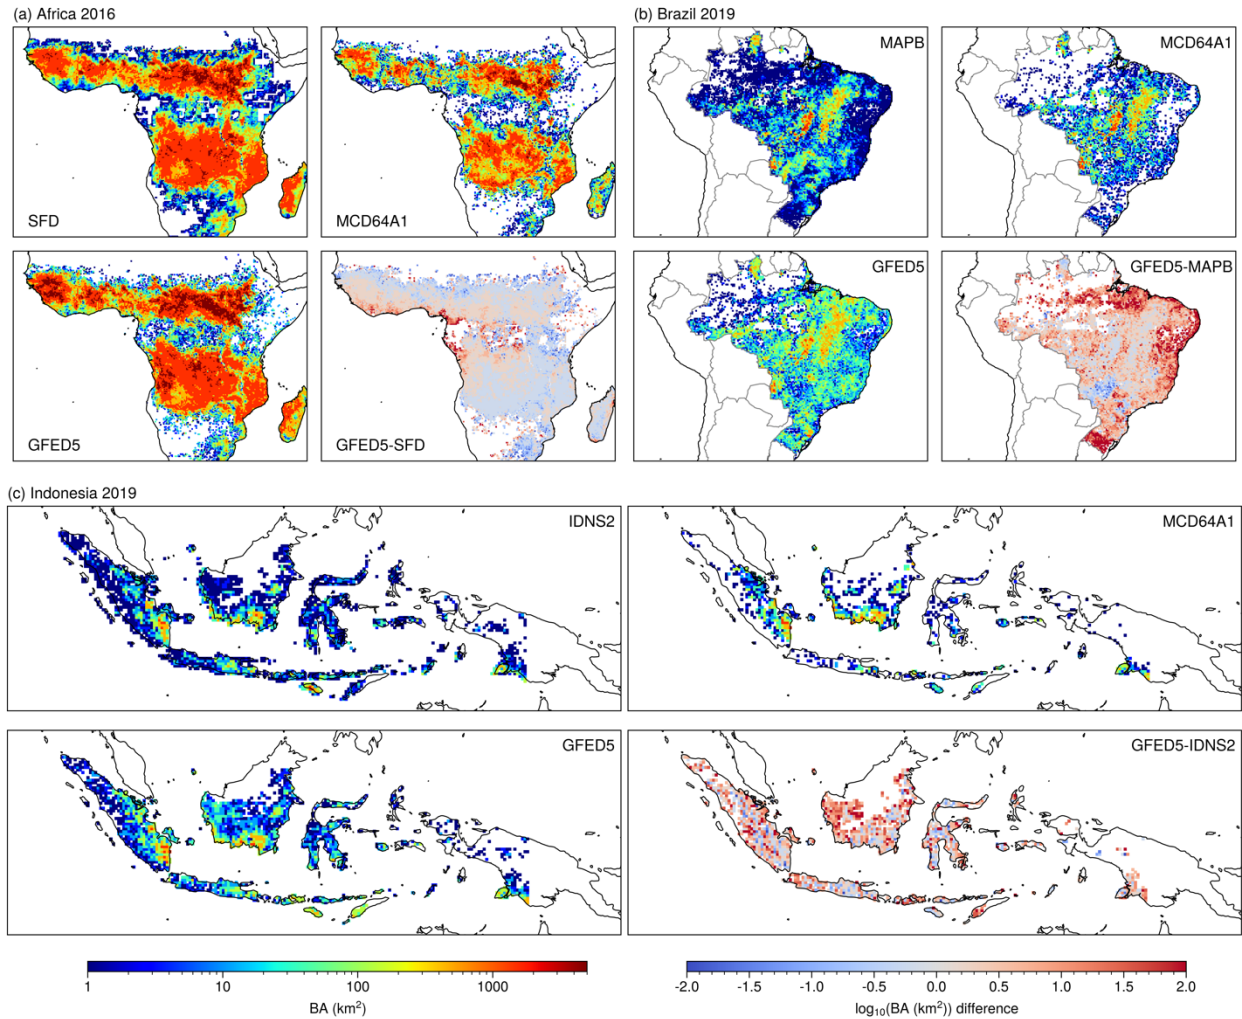 (a) Africa 2016
(b) Brazil 2019
SFD
MCD64A1
MAPB
MCD64A1
GFED5
GFED5-SFD
GFED5
GFED5-MAPB
(c) Indonesia 2019
IDNS2
MCD64A1
GFED5
GFED5-IDNS2
1 10 100 1000
BA (km²)
-2.0 -1.5 -1.0 -0.5 0.0 0.5 1.0 1.5 2.0
log₁₀(BA (km²)) difference